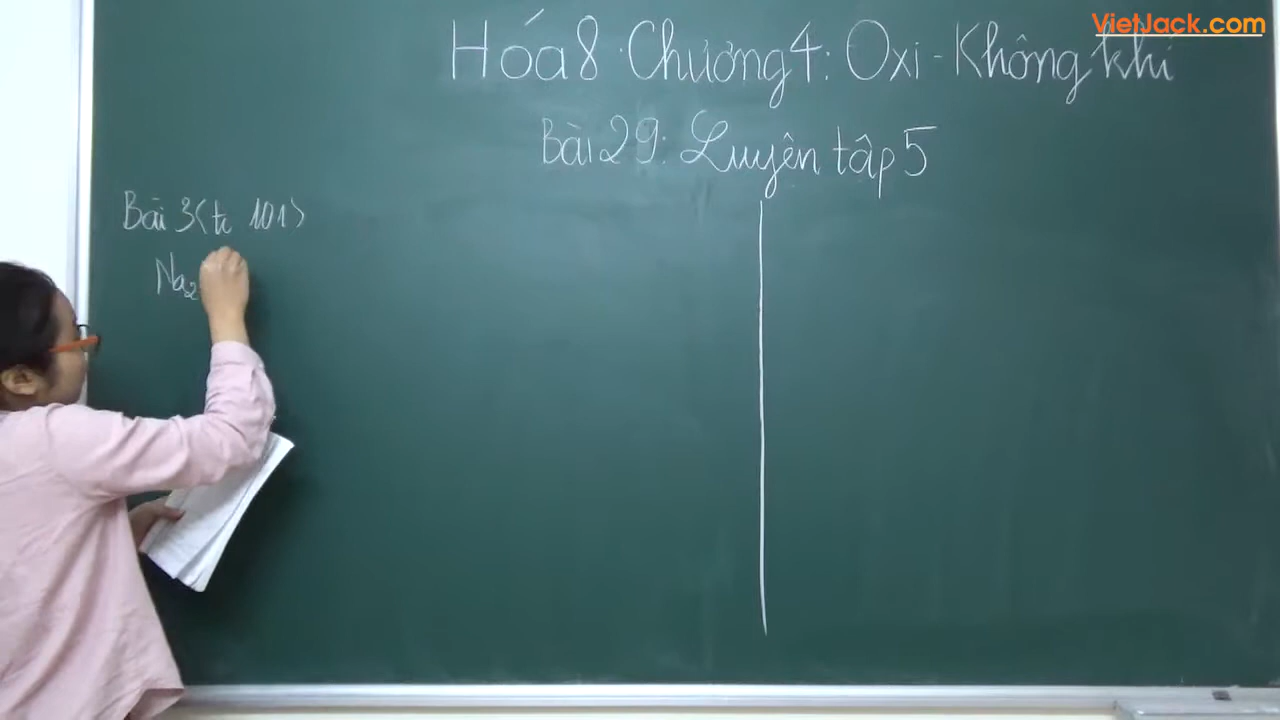 VietJack.com
Hóa 8. Chương 4: Oxi - Không khí
Bài 29: Luyện tập 5
Bài 3 <tr 101>
Na2